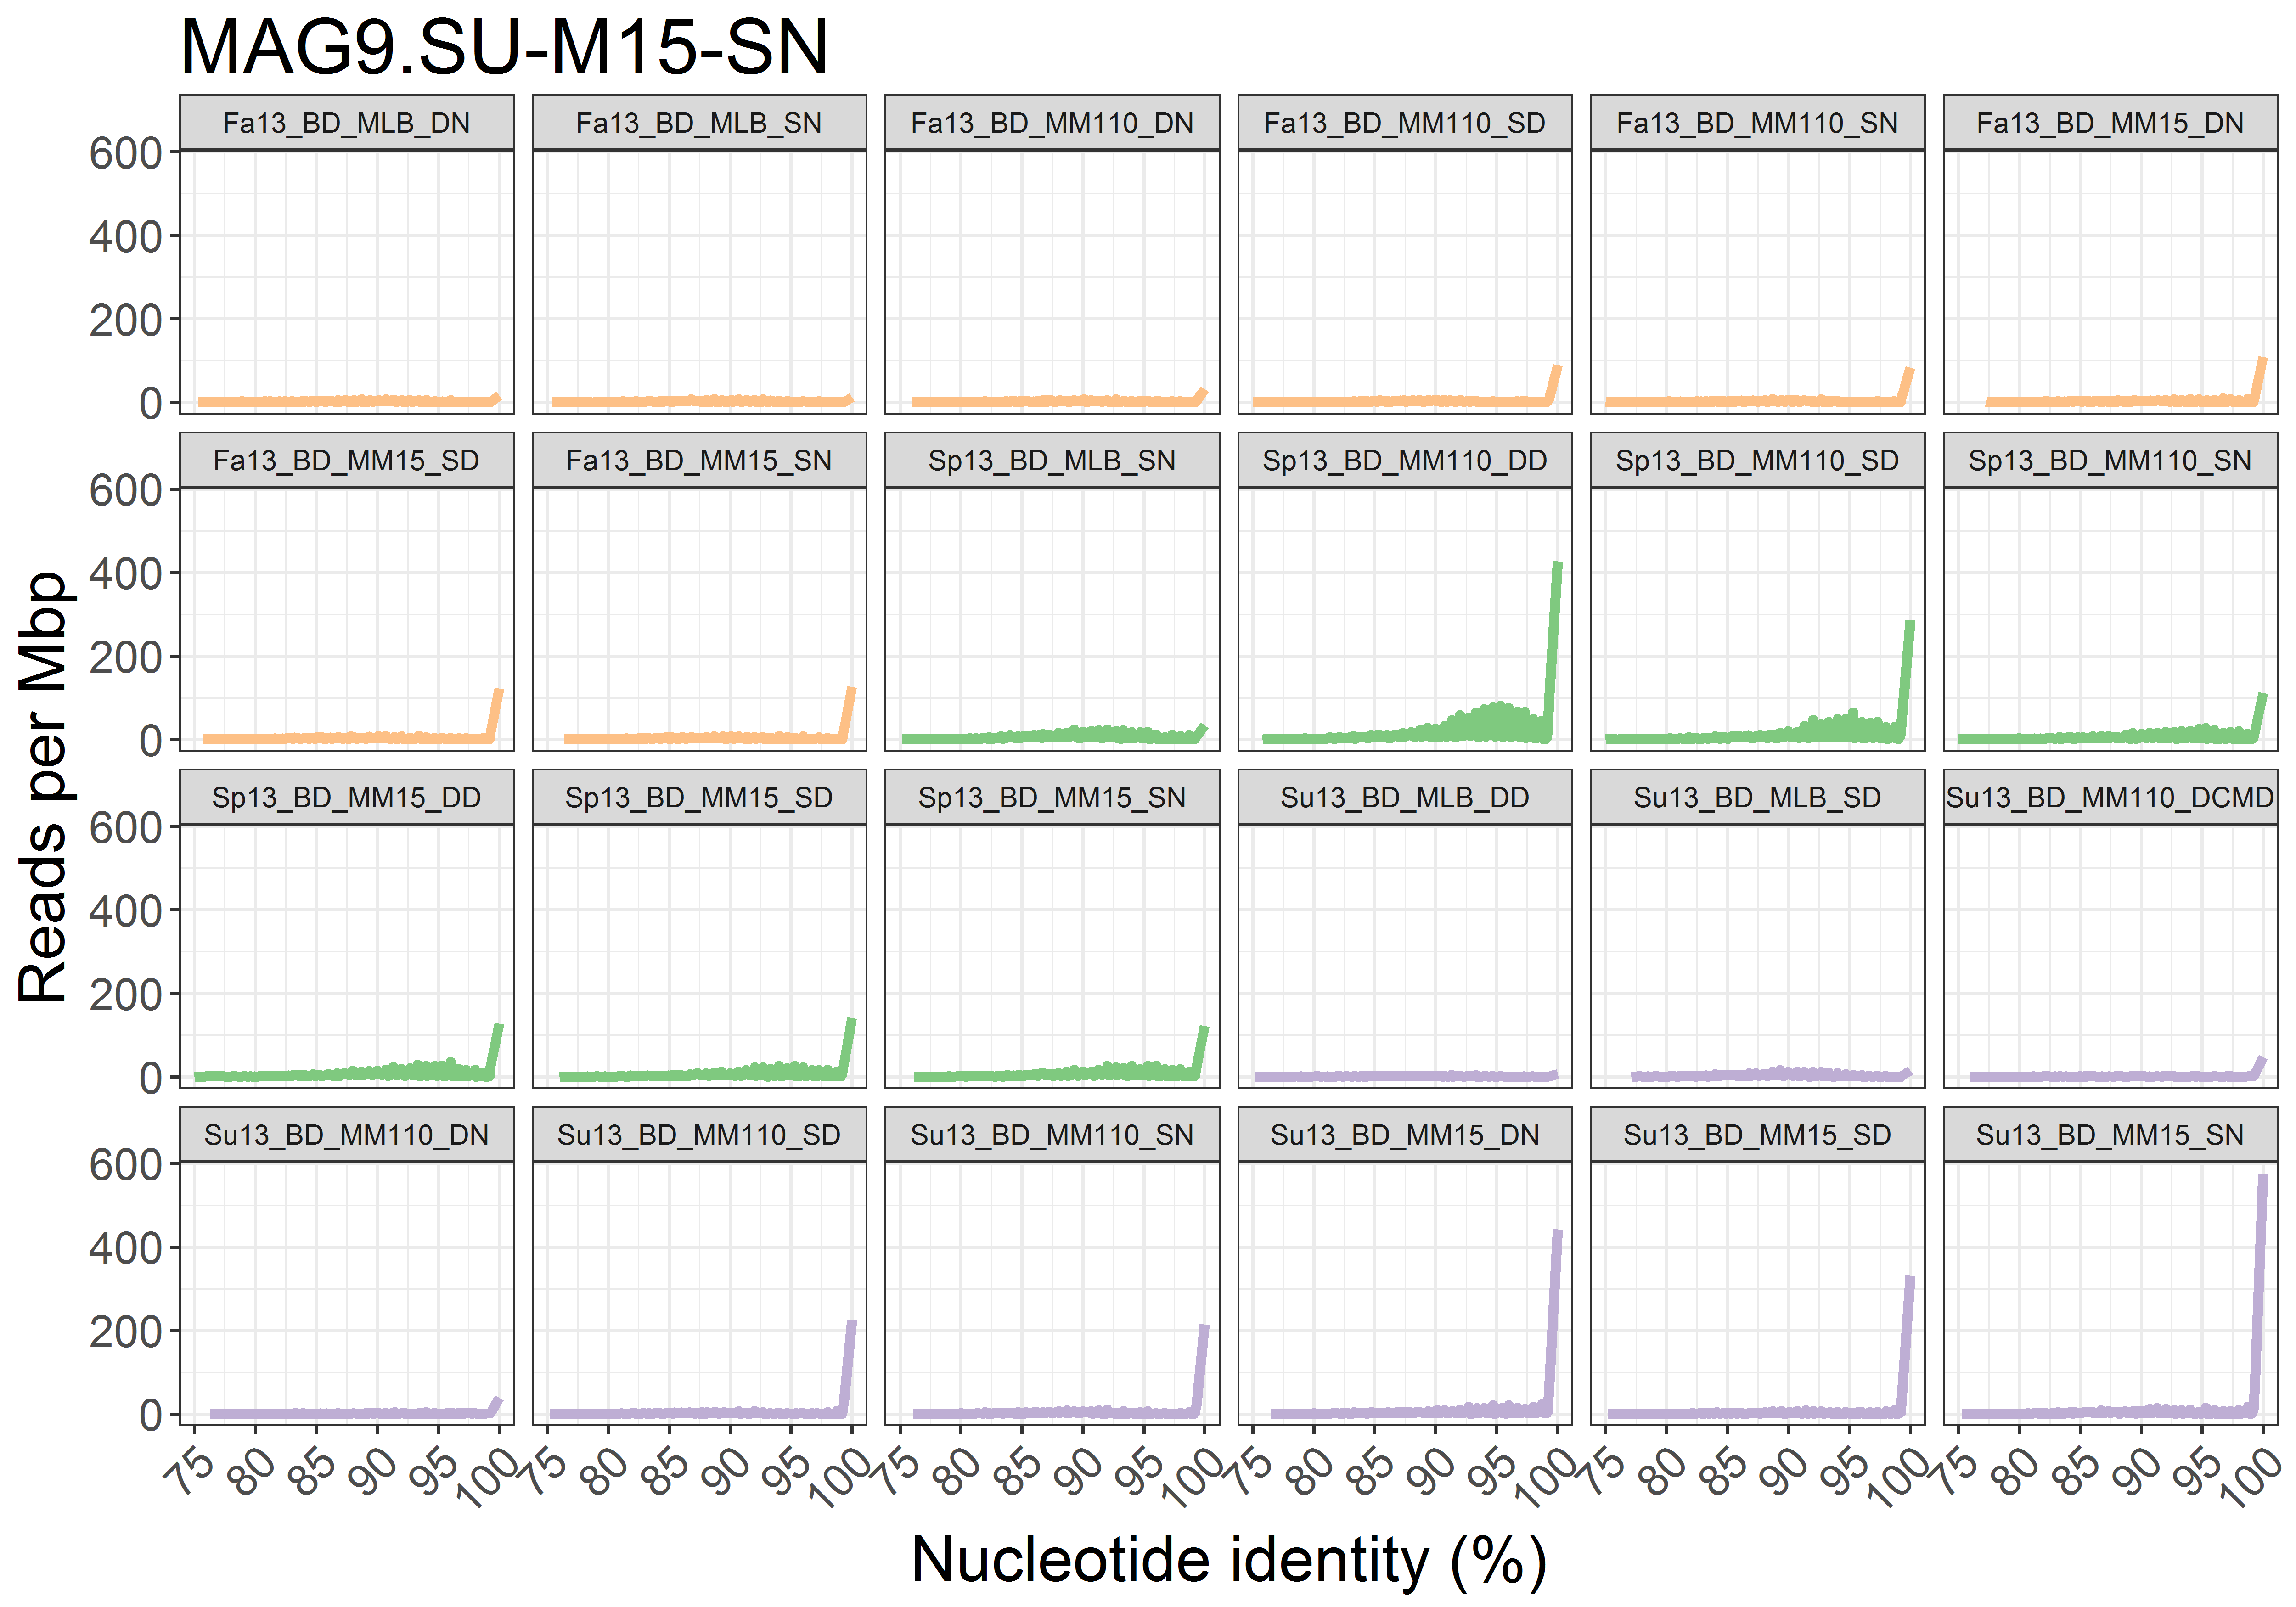 MAG9.SU-M15-SN
Fa13_BD_MLB_DN Fa13_BD_MLB_SN Fa13_BD_MM110_DN Fa13_BD_MM110_SD Fa13_BD_MM110_SN Fa13_BD_MM15_DN
600
400
200
0
Fa13_BD_MM15_SD Fa13_BD_MM15_SN Sp13_BD_MLB_SN Sp13_BD_MM110_DD Sp13_BD_MM110_SD Sp13_BD_MM110_SN
600
400
200
0
Sp13_BD_MM15_DD Sp13_BD_MM15_SD Sp13_BD_MM15_SN Su13_BD_MLB_DD Su13_BD_MLB_SD Su13_BD_MM110_DCMD
600
400
200
0
Su13_BD_MM110_DN Su13_BD_MM110_SD Su13_BD_MM110_SN Su13_BD_MM15_DN Su13_BD_MM15_SD Su13_BD_MM15_SN
600
400
200
0
75 80 85 90 95 100 75 80 85 90 95 100 75 80 85 90 95 100 75 80 85 90 95 100 75 80 85 90 95 100 75 80 85 90 95 100
Nucleotide identity (%)
Reads per Mbp